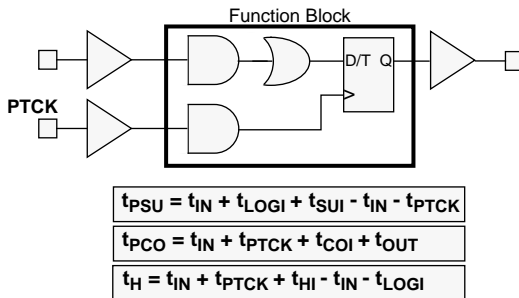 Function Block
D/T Q
PTCK
tPSU = tIN + tLOGI + tSUI - tIN - tPTCK
tPCO = tIN + tPTCK + tCOI + tOUT
tH = tIN + tPTCK + tHI - tIN - tLOGI